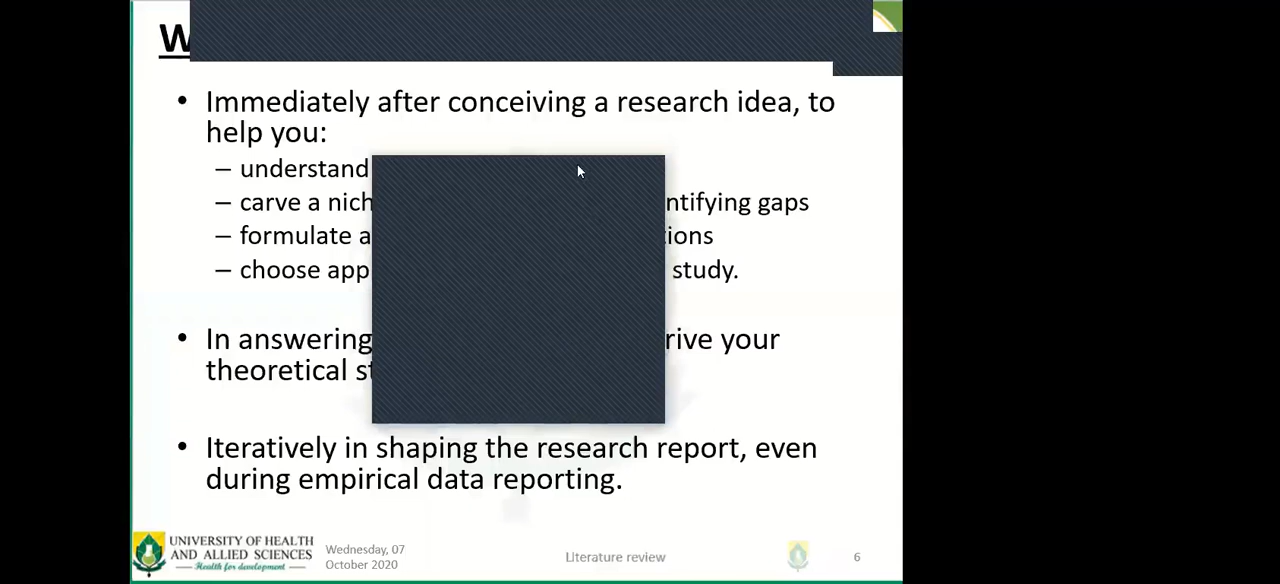 • Immediately after conceiving a research idea, to
help you:
– understand
– carve a nich ntifying gaps
– formulate a ions
– choose app study.
• In answering rive your
theoretical st
• Iteratively in shaping the research report, even
during empirical data reporting.
UNIVERSITY OF HEALTH
AND ALLIED SCIENCES
Health for development
Wednesday, 07
October 2020
Literature review
6